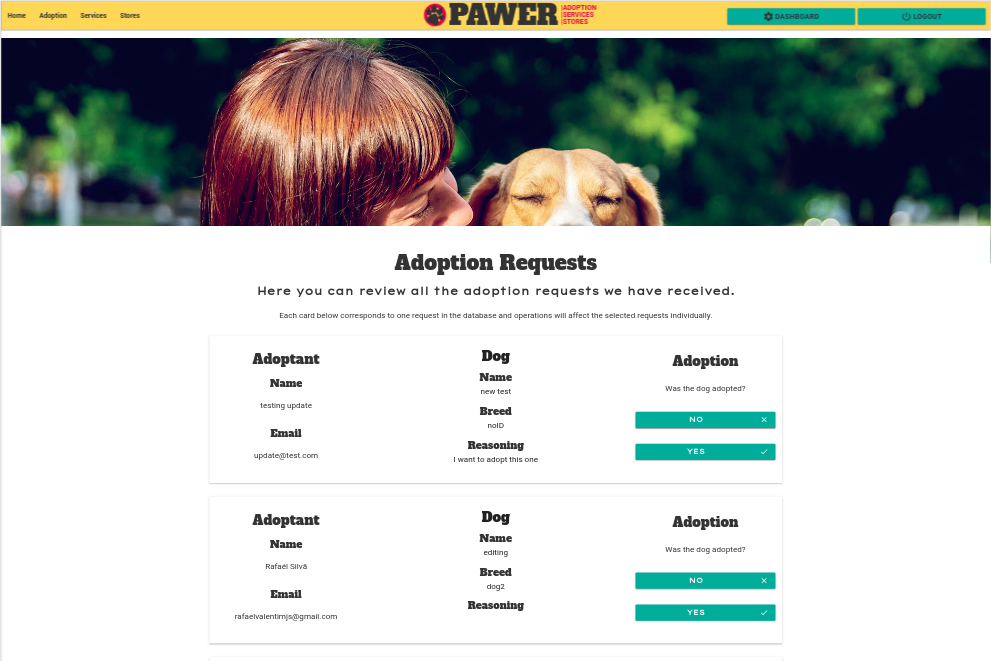 Home Adoption Services Stores
PAWER
|ADOPTION
|SERVICES
|STORES
DASHBOARD
LOGOUT
Adoption Requests
Here you can review all the adoption requests we have received.
Each card below corresponds to one request in the database and operations will affect the selected requests individually.
Adoptant
Name
testing update
Email
update@test.com
Dog
Name
new test
Breed
noID
Reasoning
I want to adopt this one
Adoption
Was the dog adopted?
NO
YES
Adoptant
Name
Rafael Silvã
Email
rafaelvalentimjs@gmail.com
Dog
Name
editing
Breed
dog2
Reasoning
Adoption
Was the dog adopted?
NO
YES